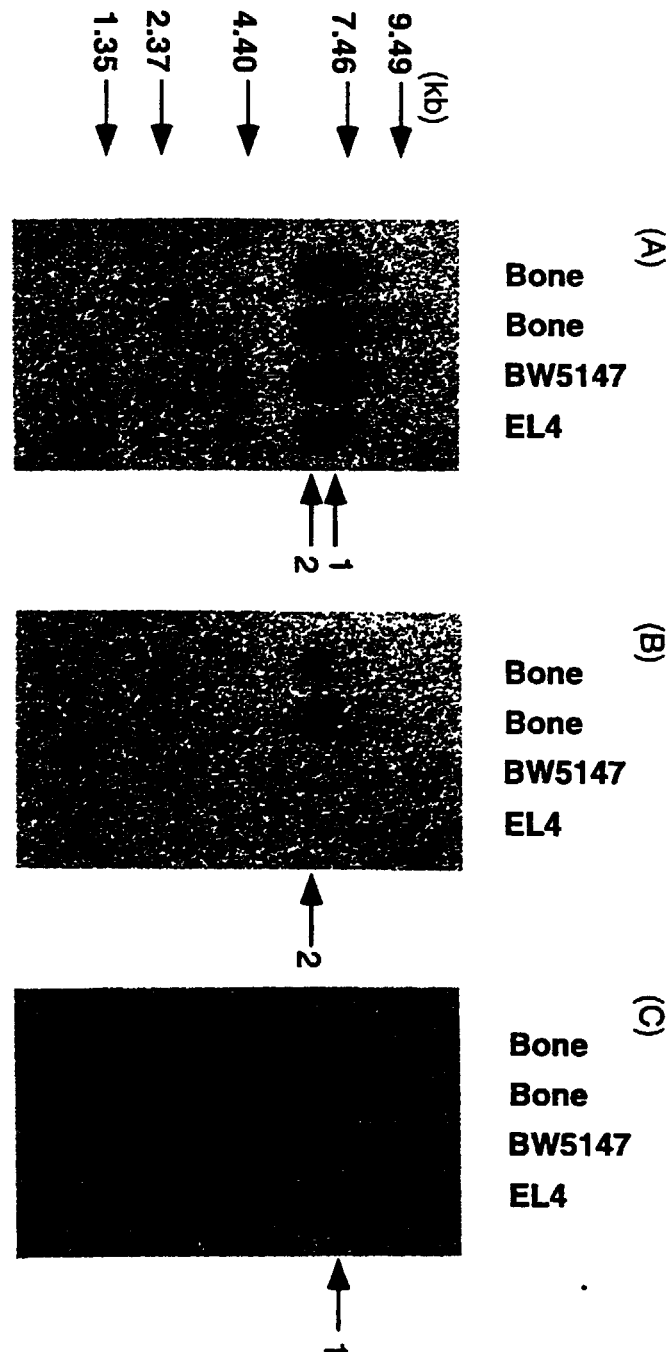 (kb)
9.49
7.46
4.40
2.37
1.35
(A)
Bone
Bone
BW5147
EL4
1
2
(B)
Bone
Bone
BW5147
EL4
2
(C)
Bone
Bone
BW5147
EL4
1